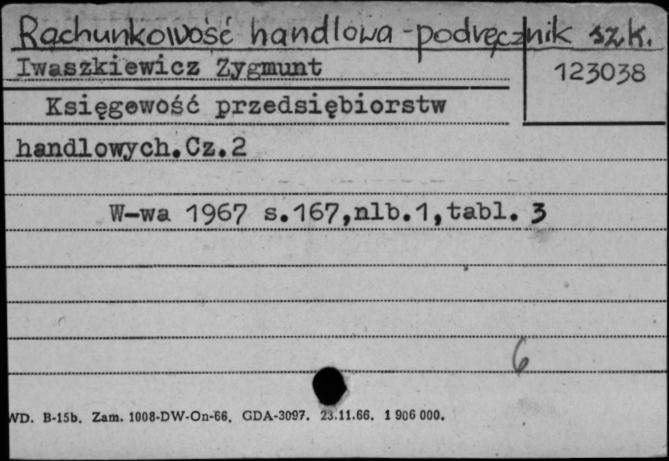 Rachunkowość handlowa - podręcznik szk.
Iwaszkiewicz Zygmunt
123038
Księgowość przedsiębiorstw
handlowych.Cz.2
W-wa 1967 s.167,nlb.1,tabl. 3
6
WD. B-15b. Zam. 1008-DW-On-66. GDA-3097. 23.11.66. 1 906 000.